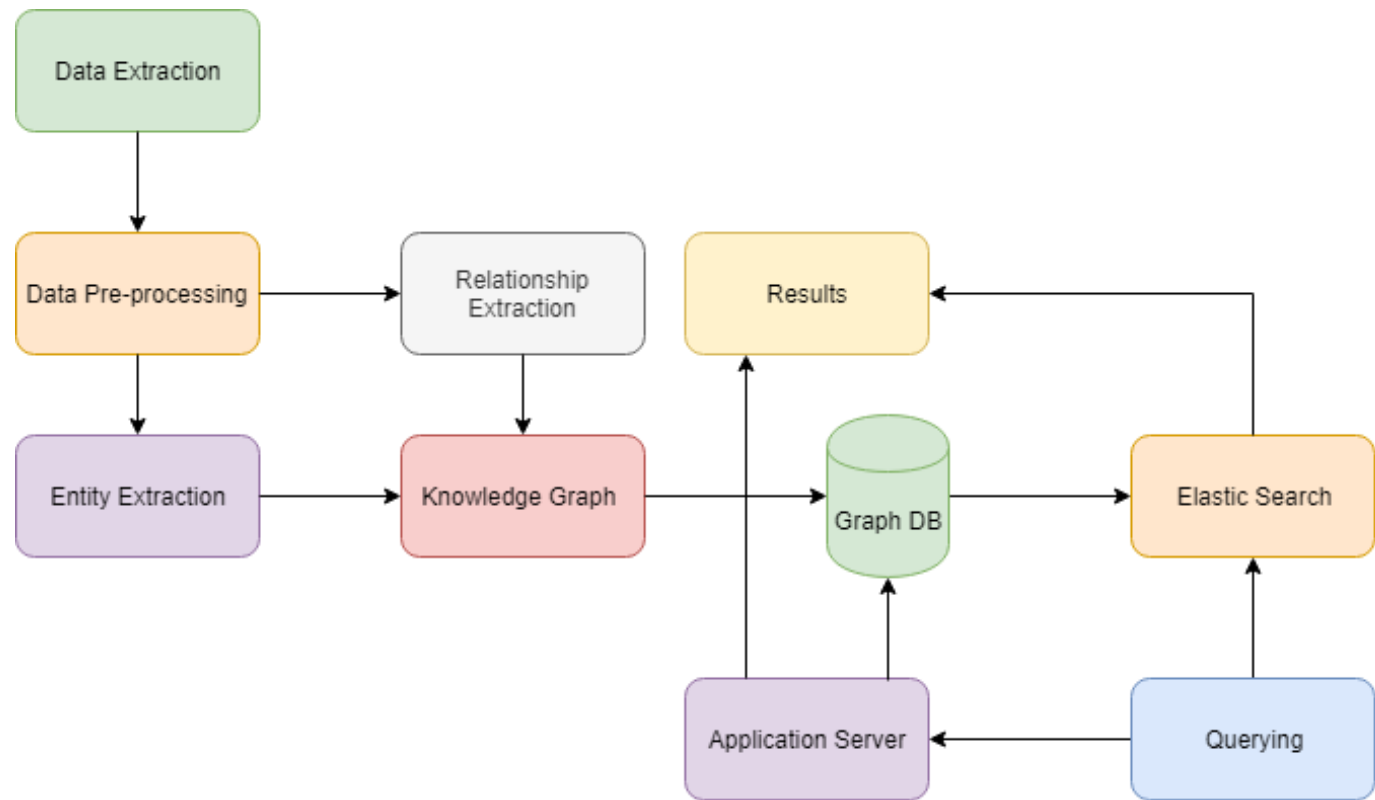 Data Extraction
Data Pre-processing
Relationship
Extraction
Results
Entity Extraction
Knowledge Graph
Graph DB
Elastic Search
Application Server
Querying